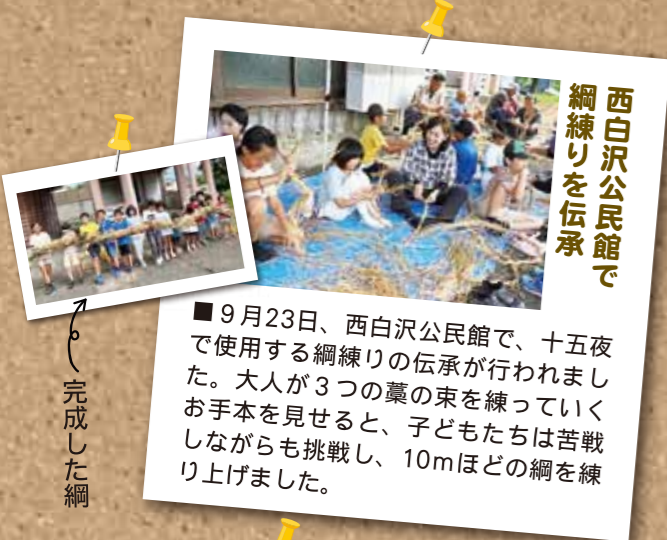 西白沢公民館で
綱練りを伝承
■９月23日、西白沢公民館で、十五夜
で使用する綱練りの伝承が行われまし
た。大人が３つの藁の束を練っていく
お手本を見せると、子どもたちは苦戦
しながらも挑戦し、10mほどの綱を練
り上げました。
完成した綱